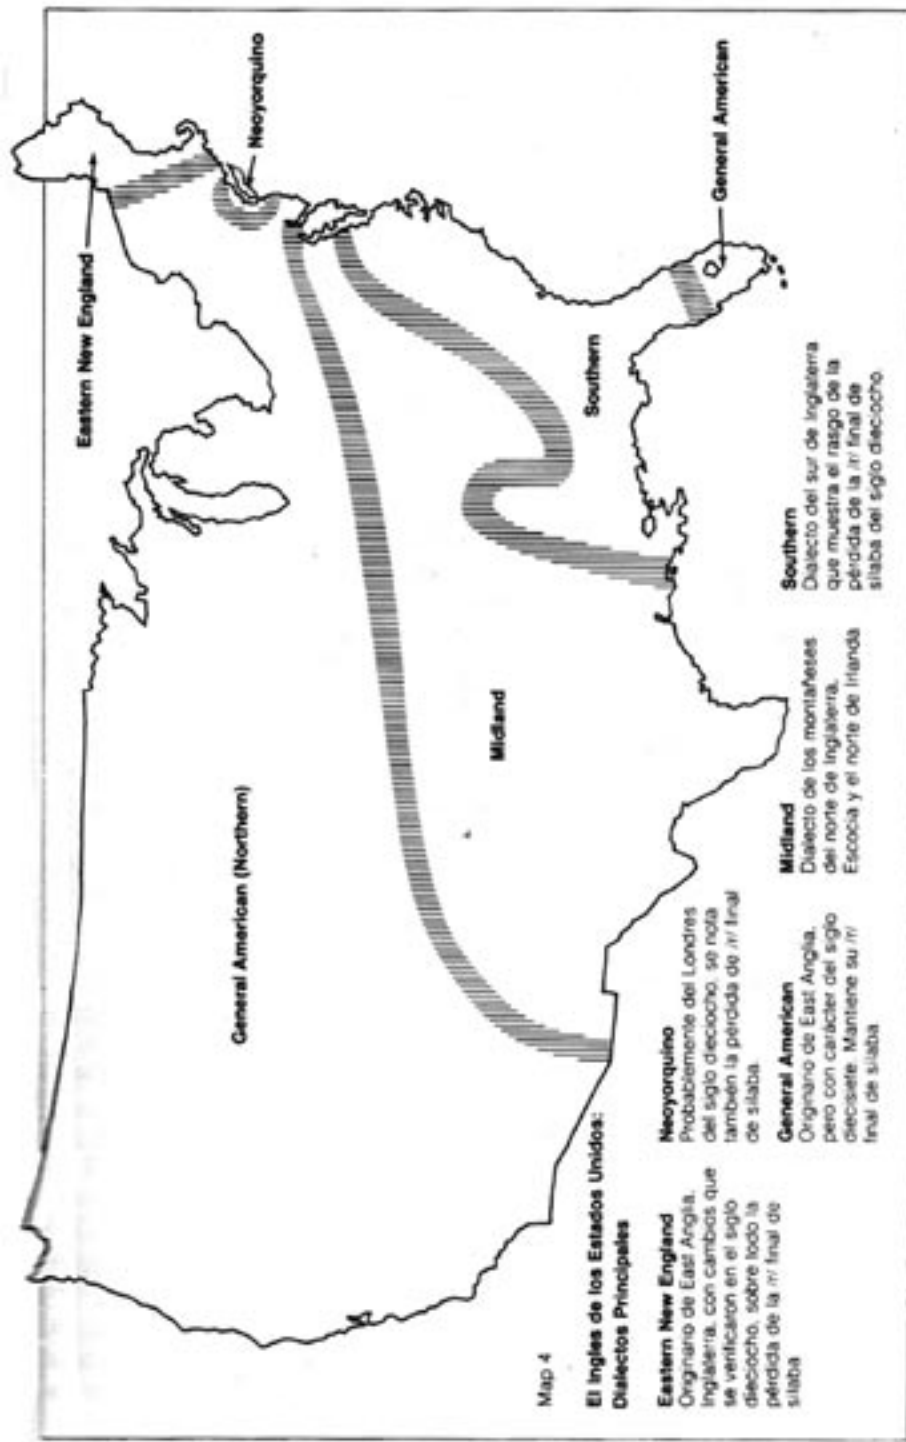 Eastern New England
Neoyorquino
General American (Northern)
Midland
Southern
General American
Map 4
El Ingles de los Estados Unidos:
Dialectos Principales
Eastern New England
Originario de East Anglia,
Inglaterra, con cambios que
se verificaron en el siglo
dieciocho, sobre todo la
pérdida de la /r/ final de
sílaba
Neoyorquino
Probablemente del Londres
del siglo dieciocho, se nota
también la pérdida de /r/ final
de sílaba.
General American
Originario de East Anglia,
pero con carácter del siglo
diecisiete. Mantiene su /r/
final de sílaba
Midland
Dialecto de los montañeses
del norte de Inglaterra,
Escocia y el norte de Irlanda
Southern
Dialecto del sur de Inglaterra
que muestra el rasgo de la
pérdida de la /r/ final de
sílaba del siglo dieciocho.